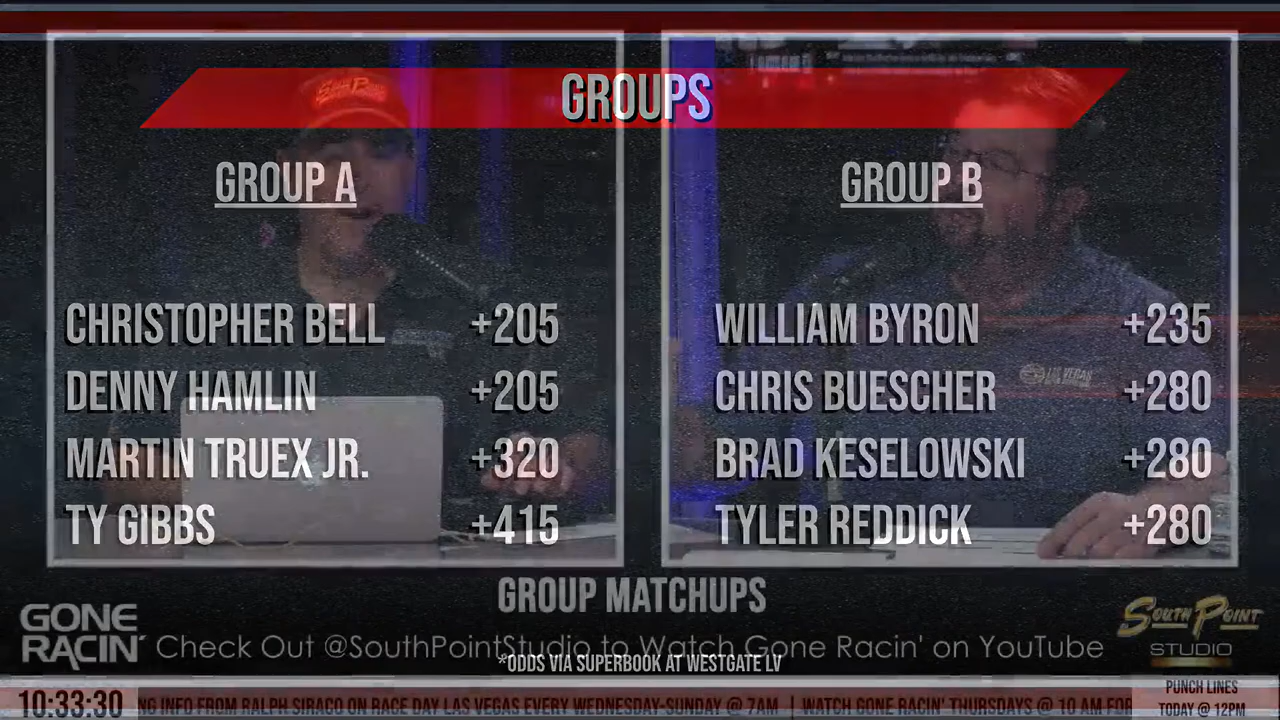 GROUPS
GROUP A
CHRISTOPHER BELL +205
DENNY HAMLIN +205
MARTIN TRUEX JR. +320
TY GIBBS +415
GROUP B
WILLIAM BYRON +235
CHRIS BUESCHER +280
BRAD KESELOWSKI +280
TYLER REDDICK +280
GROUP MATCHUPS
GONE
RACIN'
Check Out @SouthPointStudio to Watch Gone Racin' on YouTube
*ODDS VIA SUPERBOOK AT WESTGATE LV
SOUTH POINT
STUDIO
10:33:30
NG INFO FROM RALPH SIRACO ON RACE DAY LAS VEGAS EVERY WEDNESDAY-SUNDAY @ 7AM
WATCH GONE RACIN' THURSDAYS @ 10 AM FOR
PUNCH LINES
TODAY @ 12PM
South Point
LAS VEGAS